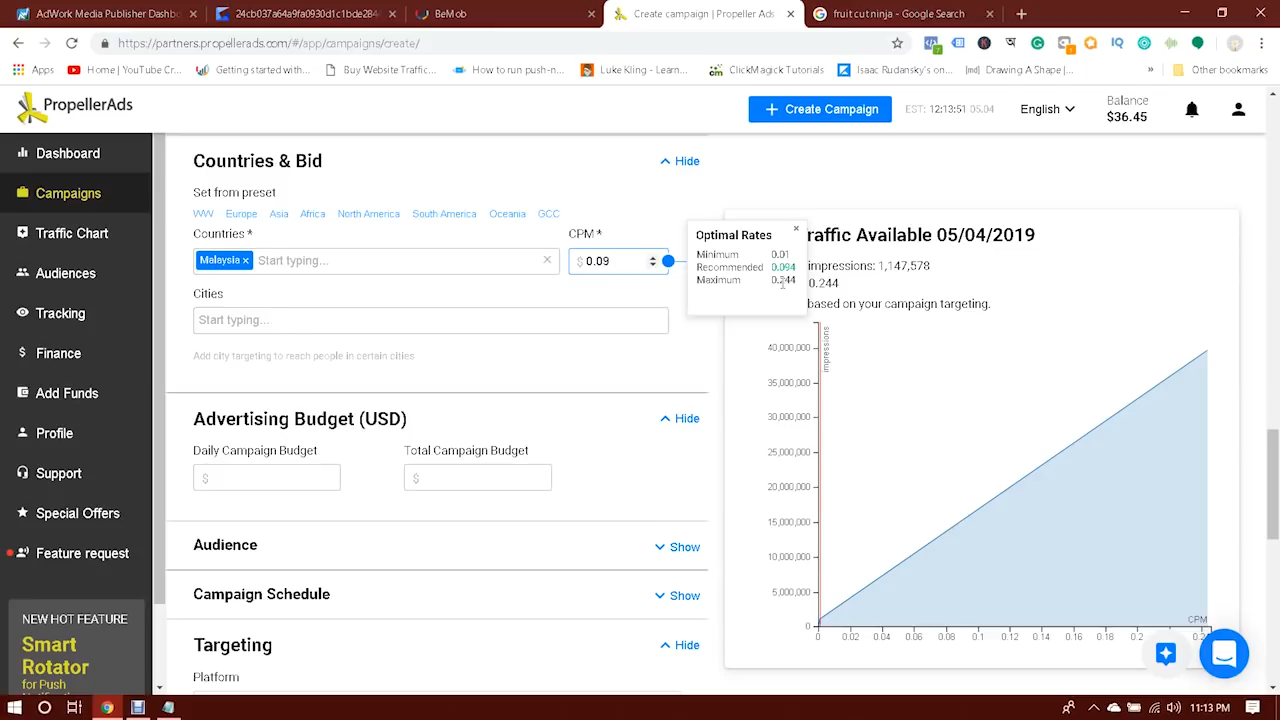 AdWork Media Publisher Dashbo
24cb037a64a9fa0930d1c1bde284
BeMob
Create campaign | Propeller Ads
fruit cut ninja - Google Search
https://partners.propellerads.com/#/app/campaigns/create/
Apps
Home | YouTube Cr...
Getting started with...
Buy Website Traffic...
How to run push-n...
Luke Kling - Learn...
ClickMagick Tutorials
Isaac Rudansky's on...
Drawing A Shape |...
»
Other bookmarks
PropellerAds
+ Create Campaign
EST: 12:13:51 05.04
English
Balance
$36.45
Dashboard
Campaigns
Traffic Chart
Audiences
Tracking
Finance
Add Funds
Profile
Support
Special Offers
Feature request
NEW HOT FEATURE
Smart
Rotator
for Push
Countries & Bid
Hide
Set from preset
WW Europe Asia Africa North America South America Oceania GCC
Countries *
CPM *
Malaysia × Start typing...
$ 0.09
Cities
Start typing...
Add city targeting to reach people in certain cities
Optimal Rates
Minimum 0.01
Recommended 0.094
Maximum 0.244
raffic Available 05/04/2019
impressions: 1,147,578
0.244
based on your campaign targeting.
impressions
40,000,000
35,000,000
30,000,000
25,000,000
20,000,000
15,000,000
10,000,000
5,000,000
0
CPM
0 0.02 0.04 0.06 0.08 0.1 0.12 0.14 0.16 0.18 0.2
Advertising Budget (USD)
Hide
Daily Campaign Budget
Total Campaign Budget
$
$
Audience
Show
Campaign Schedule
Show
Targeting
Hide
Platform
11:13 PM